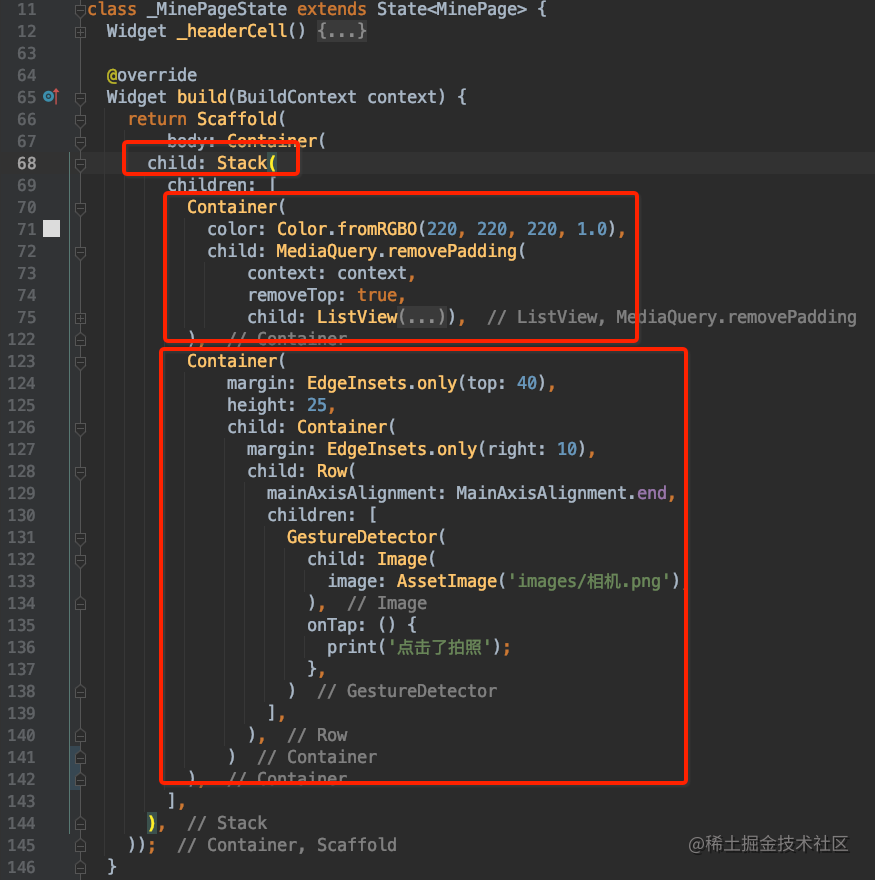 11 class _MinePageState extends State<MinePage> {
12 Widget _headerCell() {...}
63
64 @override
65 Widget build(BuildContext context) {
66 return Scaffold(
67 body: Container(
68 child: Stack(
69 children: [
70 Container(
71 color: Color.fromRGBO(220, 220, 220, 1.0),
72 child: MediaQuery.removePadding(
73 context: context,
74 removeTop: true,
75 child: ListView(...)), // ListView, MediaQuery.removePadding
122 ), // Container
123 Container(
124 margin: EdgeInsets.only(top: 40),
125 height: 25,
126 child: Container(
127 margin: EdgeInsets.only(right: 10),
128 child: Row(
129 mainAxisAlignment: MainAxisAlignment.end,
130 children: [
131 GestureDetector(
132 child: Image(
133 image: AssetImage('images/相机.png')
134 ), // Image
135 onTap: () {
136 print('点击了拍照');
137 },
138 ) // GestureDetector
139 ],
140 ), // Row
141 ) // Container
142 ), // Container
143 ],
144 ), // Stack
145 )); // Container, Scaffold
146 }
@稀土掘金技术社区